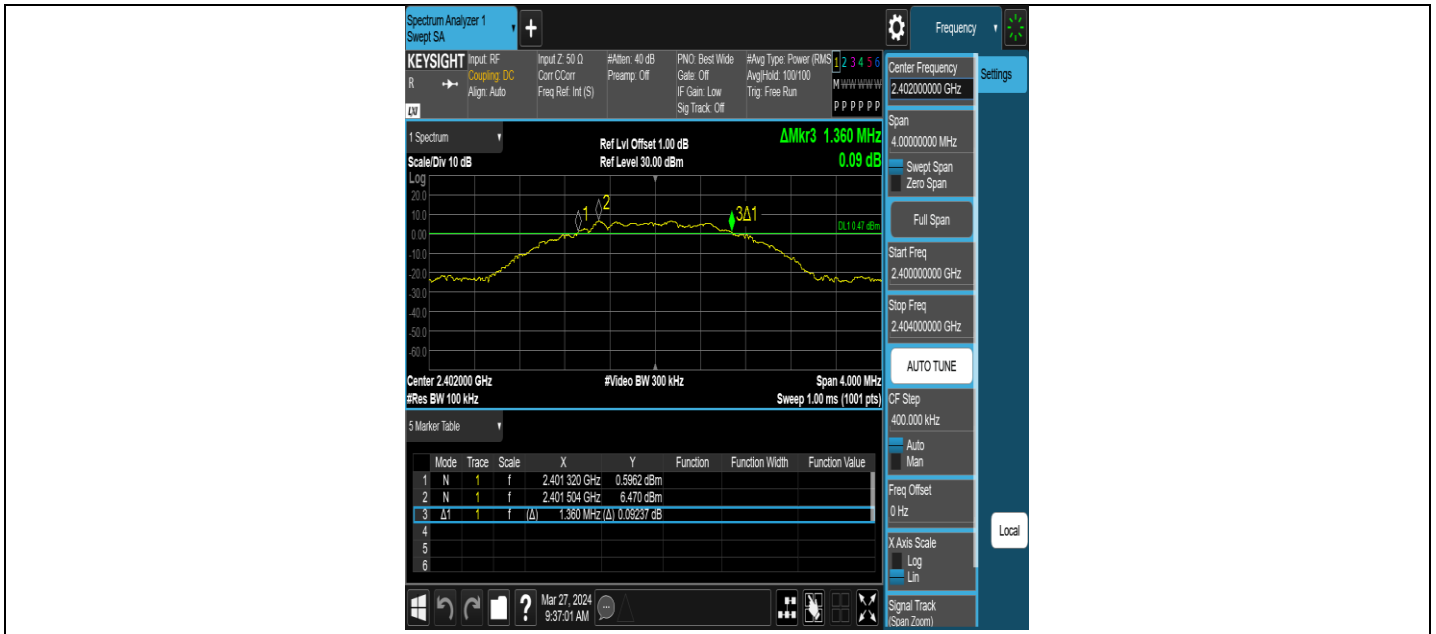 Spectrum Analyzer 1
Swept SA
+
Frequency
KEYSIGHT
R
LXI
Input: RF
Coupling: DC
Align: Auto
Input Z: 50 Ω
Corr CCorr
Freq Ref: Int (S)
#Atten: 40 dB
Preamp: Off
PNO: Best Wide
Gate: Off
IF Gain: Low
Sig Track: Off
#Avg Type: Power (RMS
Avg|Hold: 100/100
Trig: Free Run
1 2 3 4 5 6
M W W W W W
P P P P P P
1 Spectrum
Scale/Div 10 dB
Ref Lvl Offset 1.00 dB
Ref Level 30.00 dBm
ΔMkr3 1.360 MHz
0.09 dB
Log
20.0
10.0
0.00
-10.0
-20.0
-30.0
-40.0
-50.0
-60.0
1
2
3Δ1
DL1 0.47 dBm
Center 2.402000 GHz
#Video BW 300 kHz
Span 4.000 MHz
#Res BW 100 kHz
Sweep 1.00 ms (1001 pts)
5 Marker Table
Mode Trace Scale X Y Function Function Width Function Value
1 N 1 f 2.401 320 GHz 0.5962 dBm
2 N 1 f 2.401 504 GHz 6.470 dBm
3 Δ1 1 f (Δ) 1.360 MHz (Δ) 0.09237 dB
4
5
6
?
Mar 27, 2024
9:37:01 AM
Center Frequency
2.402000000 GHz
Settings
Span
4.00000000 MHz
Swept Span
Zero Span
Full Span
Start Freq
2.400000000 GHz
Stop Freq
2.404000000 GHz
AUTO TUNE
CF Step
400.000 kHz
Auto
Man
Freq Offset
0 Hz
X Axis Scale
Log
Lin
Local
Signal Track
(Span Zoom)